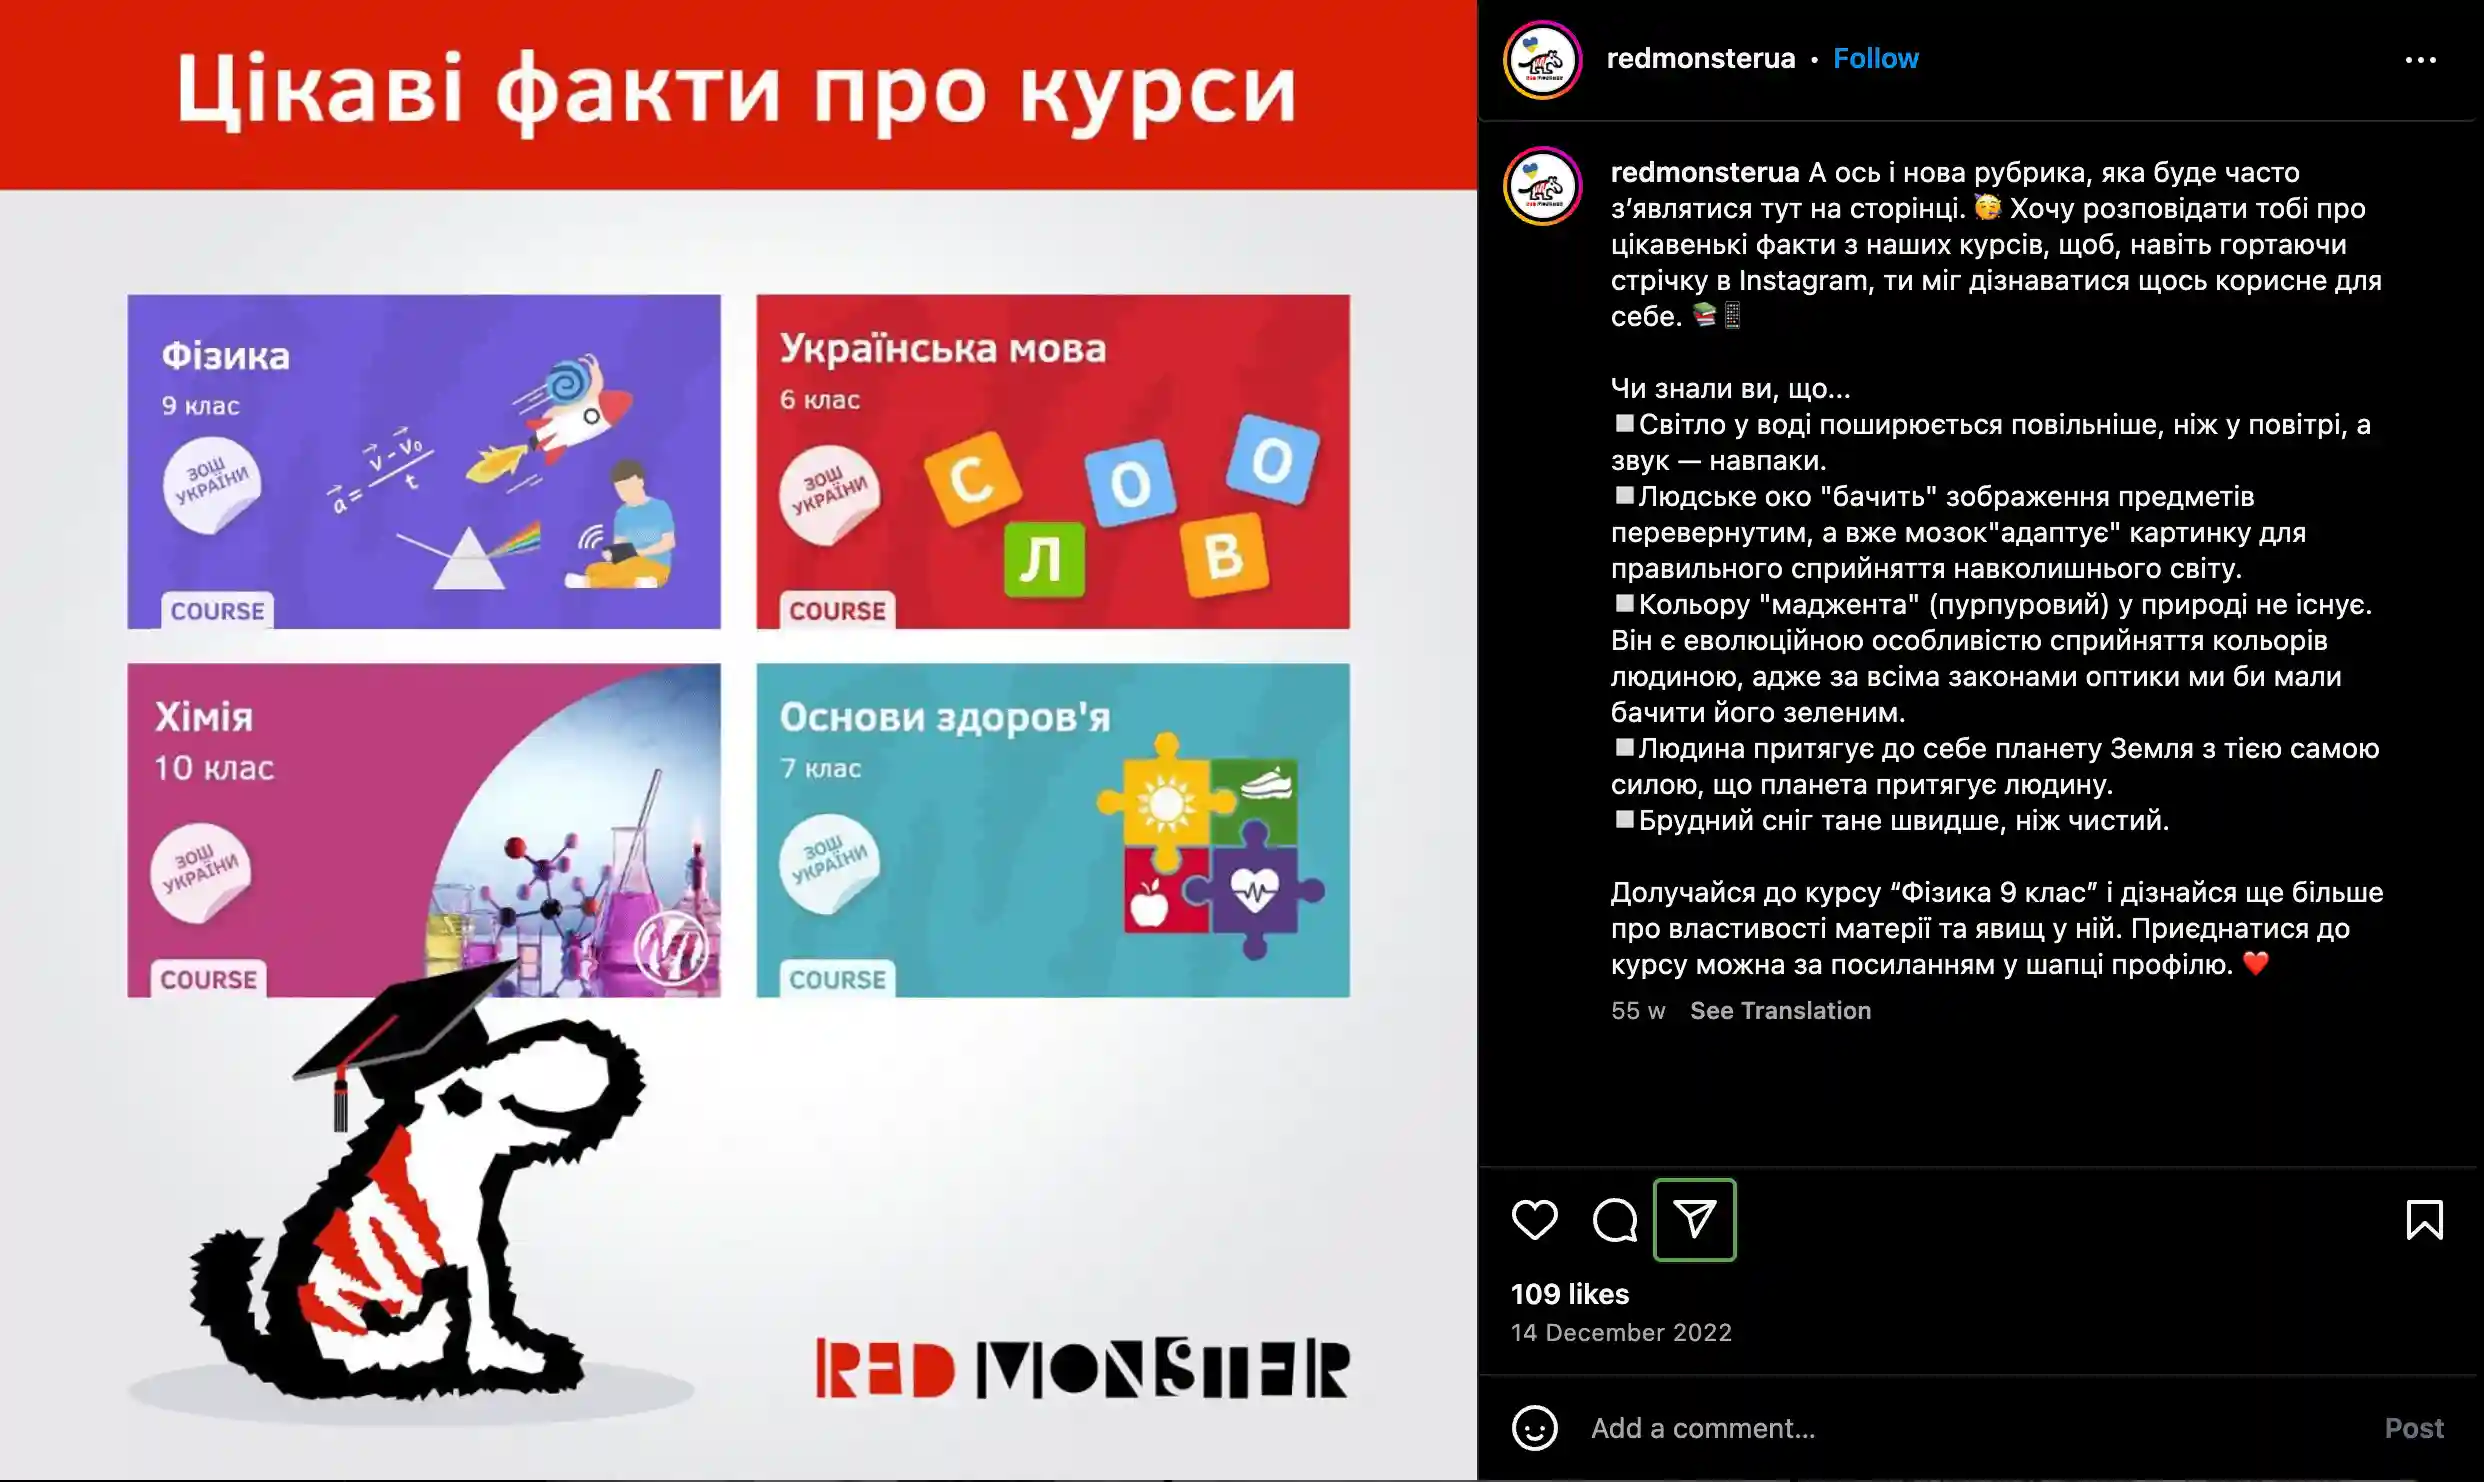 Цікаві факти про курси
Фізика
9 клас
ЗОШ
УКРАЇНИ
a = v - v₀
t
COURSE
Українська мова
6 клас
ЗОШ
УКРАЇНИ
С Л О В О
COURSE
Хімія
10 клас
ЗОШ
УКРАЇНИ
COURSE
Основи здоров'я
7 клас
ЗОШ
УКРАЇНИ
COURSE
RED MONSTER
redmonsterua • Follow
redmonsterua А ось і нова рубрика, яка буде часто
з’являтися тут на сторінці. 🥳 Хочу розповідати тобі про
цікавенькі факти з наших курсів, щоб, навіть гортаючи
стрічку в Instagram, ти міг дізнаватися щось корисне для
себе. 📚📱
Чи знали ви, що...
◽Світло у воді поширюється повільніше, ніж у повітрі, а
звук — навпаки.
◽Людське око "бачить" зображення предметів
перевернутим, а вже мозок"адаптує" картинку для
правильного сприйняття навколишнього світу.
◽Кольору "маджента" (пурпуровий) у природі не існує.
Він є еволюційною особливістю сприйняття кольорів
людиною, адже за всіма законами оптики ми би мали
бачити його зеленим.
◽Людина притягує до себе планету Земля з тією самою
силою, що планета притягує людину.
◽Брудний сніг тане швидше, ніж чистий.
Долучайся до курсу “Фізика 9 клас” і дізнайся ще більше
про властивості матерії та явищ у ній. Приєднатися до
курсу можна за посиланням у шапці профілю. ❤️
55 w See Translation
109 likes
14 December 2022
Add a comment...
Post